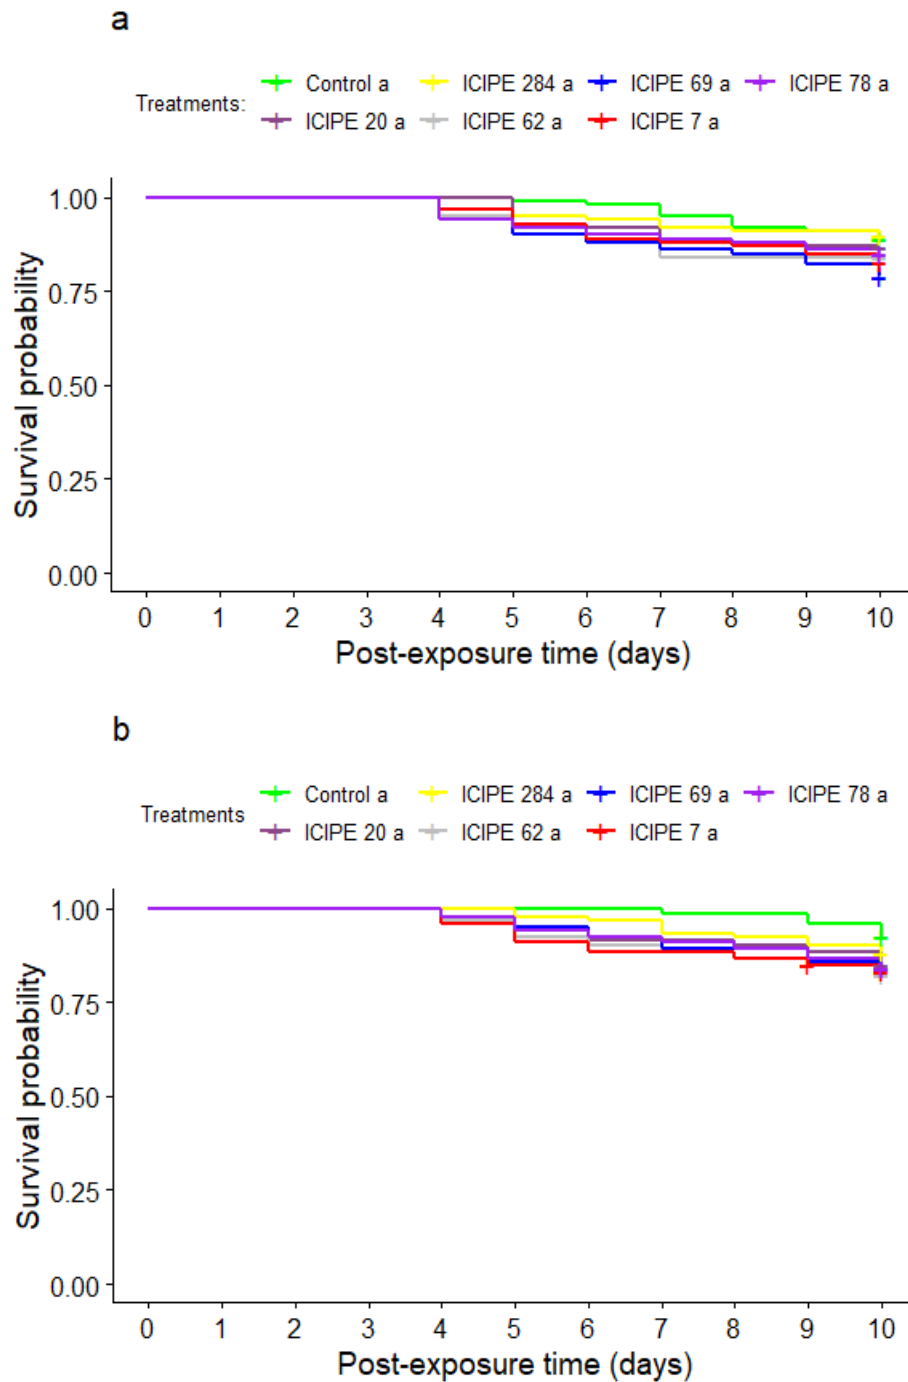 a
Control a ICIPE 284 a ICIPE 69 a ICIPE 78 a
Treatments:
ICIPE 20 a ICIPE 62 a ICIPE 7 a
1.00
0.75
0.50
0.25
0.00
Survival probability
0 1 2 3 4 5 6 7 8 9 10
Post-exposure time (days)
b
Control a ICIPE 284 a ICIPE 69 a ICIPE 78 a
Treatments
ICIPE 20 a ICIPE 62 a ICIPE 7 a
1.00
0.75
0.50
0.25
0.00
Survival probability
0 1 2 3 4 5 6 7 8 9 10
Post-exposure time (days)